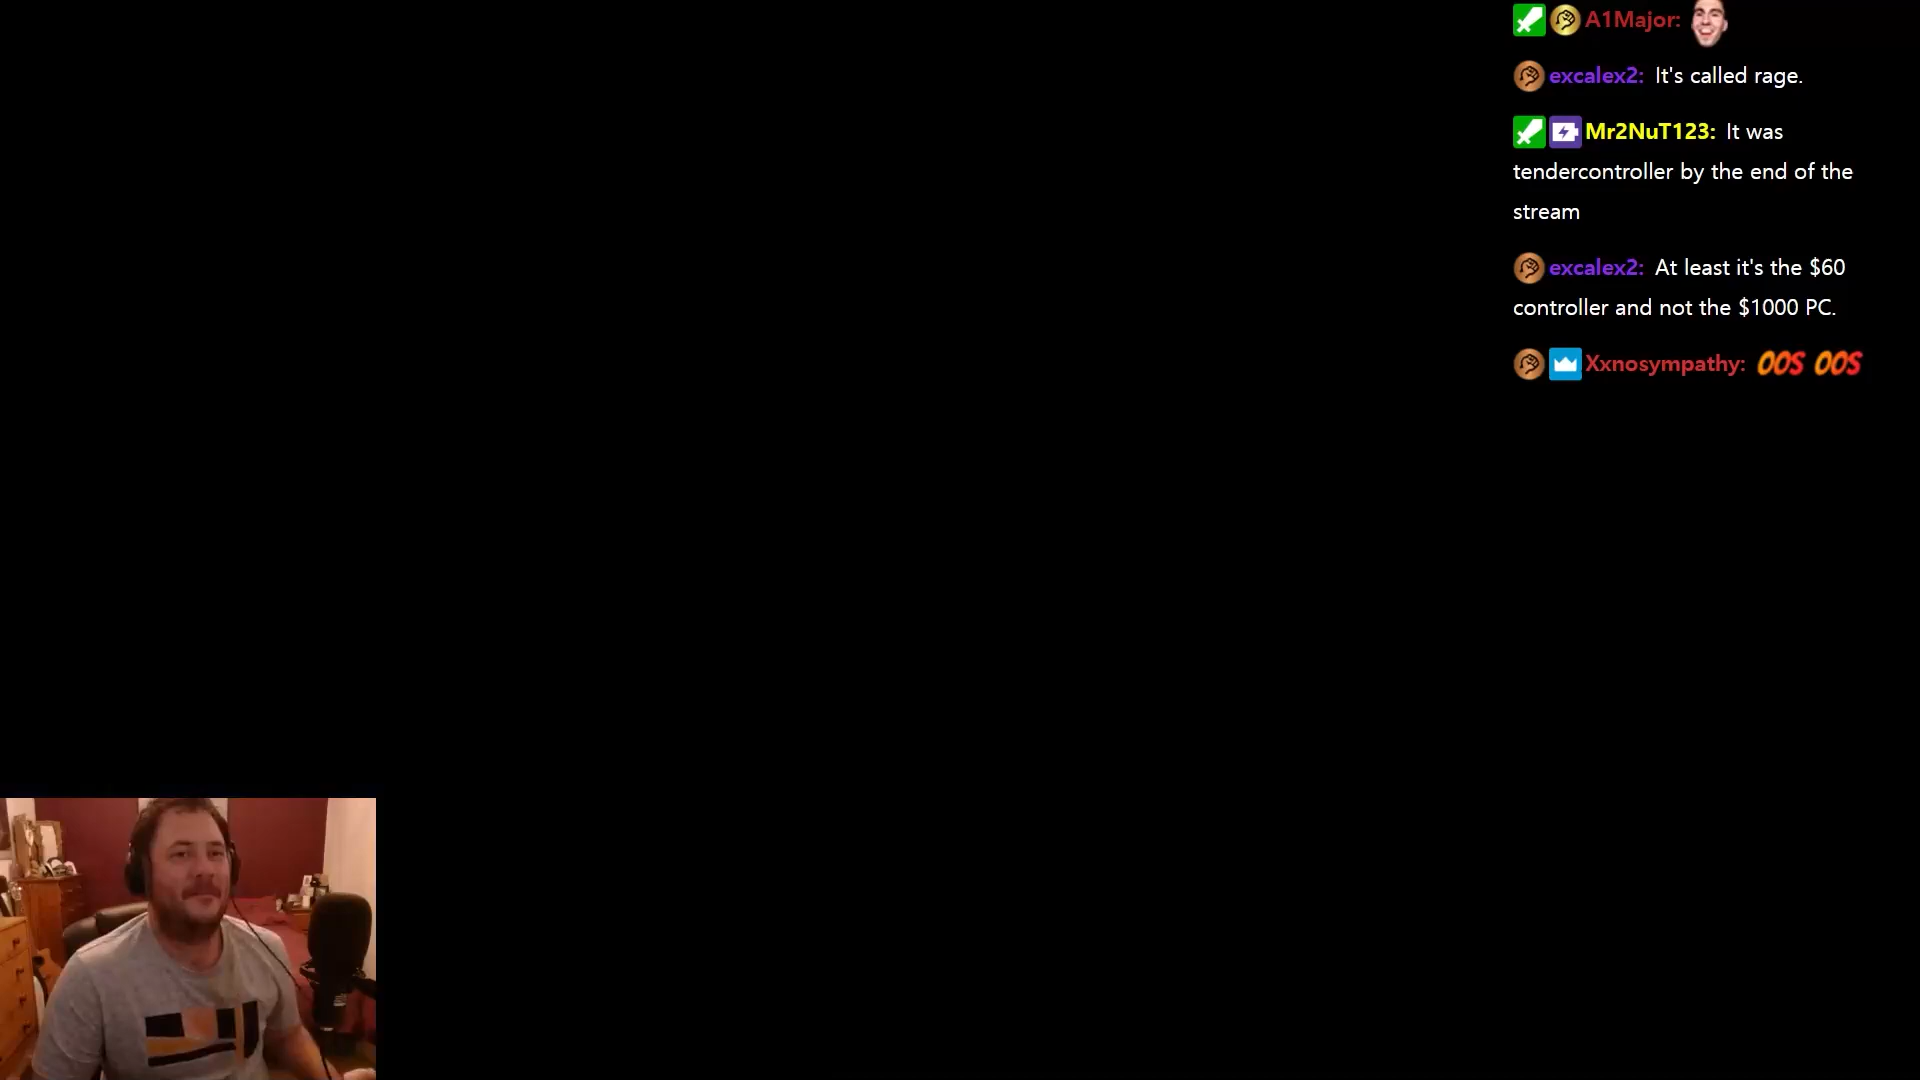 A1Major:
excalex2: It's called rage.
Mr2NuT123: It was
tendercontroller by the end of the
stream
excalex2: At least it's the $60
controller and not the $1000 PC.
Xxnosympathy: OOS OOS